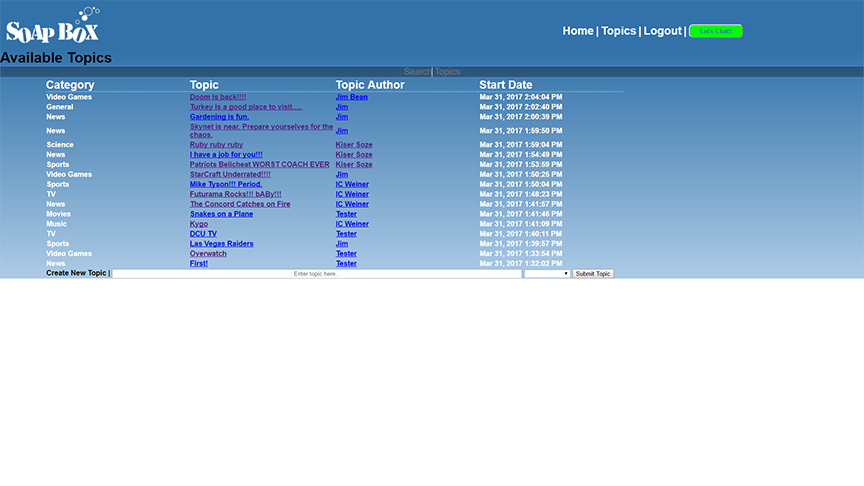 SOAP BOX
Home | Topics | Logout | Let's Chat!
Available Topics
Search Topics
Category Topic Topic Author Start Date
Video Games Doom is back!!!! Jim Bean Mar 31, 2017 2:04:04 PM
General Turkey is a good place to visit..... Jim Mar 31, 2017 2:02:40 PM
News Gardening is fun. Jim Mar 31, 2017 2:00:39 PM
News Skynet is near. Prepare yourselves for the chaos. Jim Mar 31, 2017 1:59:50 PM
Science Ruby ruby ruby Kiser Soze Mar 31, 2017 1:59:04 PM
News I have a job for you!!! Kiser Soze Mar 31, 2017 1:54:49 PM
Sports Patriots Belicheat WORST COACH EVER Kiser Soze Mar 31, 2017 1:53:59 PM
Video Games StarCraft Underrated!!!! Jim Mar 31, 2017 1:50:25 PM
Sports Mike Tyson!!! Period. IC Weiner Mar 31, 2017 1:50:04 PM
TV Futurama Rocks!!! bABy!!! IC Weiner Mar 31, 2017 1:48:23 PM
News The Concord Catches on Fire IC Weiner Mar 31, 2017 1:41:57 PM
Movies Snakes on a Plane Tester Mar 31, 2017 1:41:46 PM
Music Kygo IC Weiner Mar 31, 2017 1:41:09 PM
TV DCU TV Tester Mar 31, 2017 1:40:11 PM
Sports Las Vegas Raiders Jim Mar 31, 2017 1:39:57 PM
Video Games Overwatch Tester Mar 31, 2017 1:33:54 PM
News First! Tester Mar 31, 2017 1:32:02 PM
Create New Topic | Enter topic here... Submit Topic